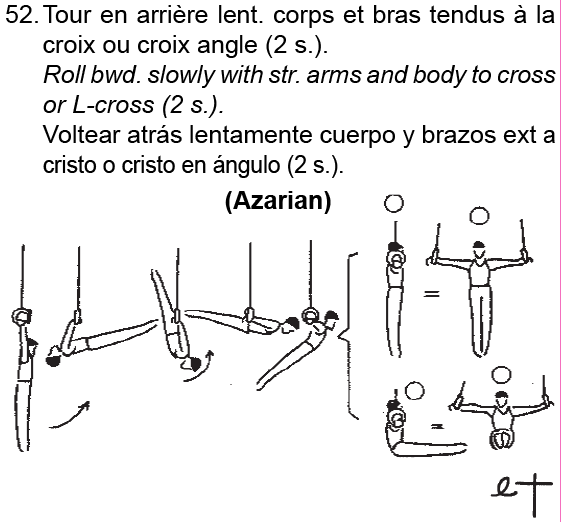 52. Tour en arrière lent. corps et bras tendus à la
croix ou croix angle (2 s.).
Roll bwd. slowly with str. arms and body to cross
or L-cross (2 s.).
Voltear atrás lentamente cuerpo y brazos ext a
cristo o cristo en ángulo (2 s.).
(Azarian)
=
=